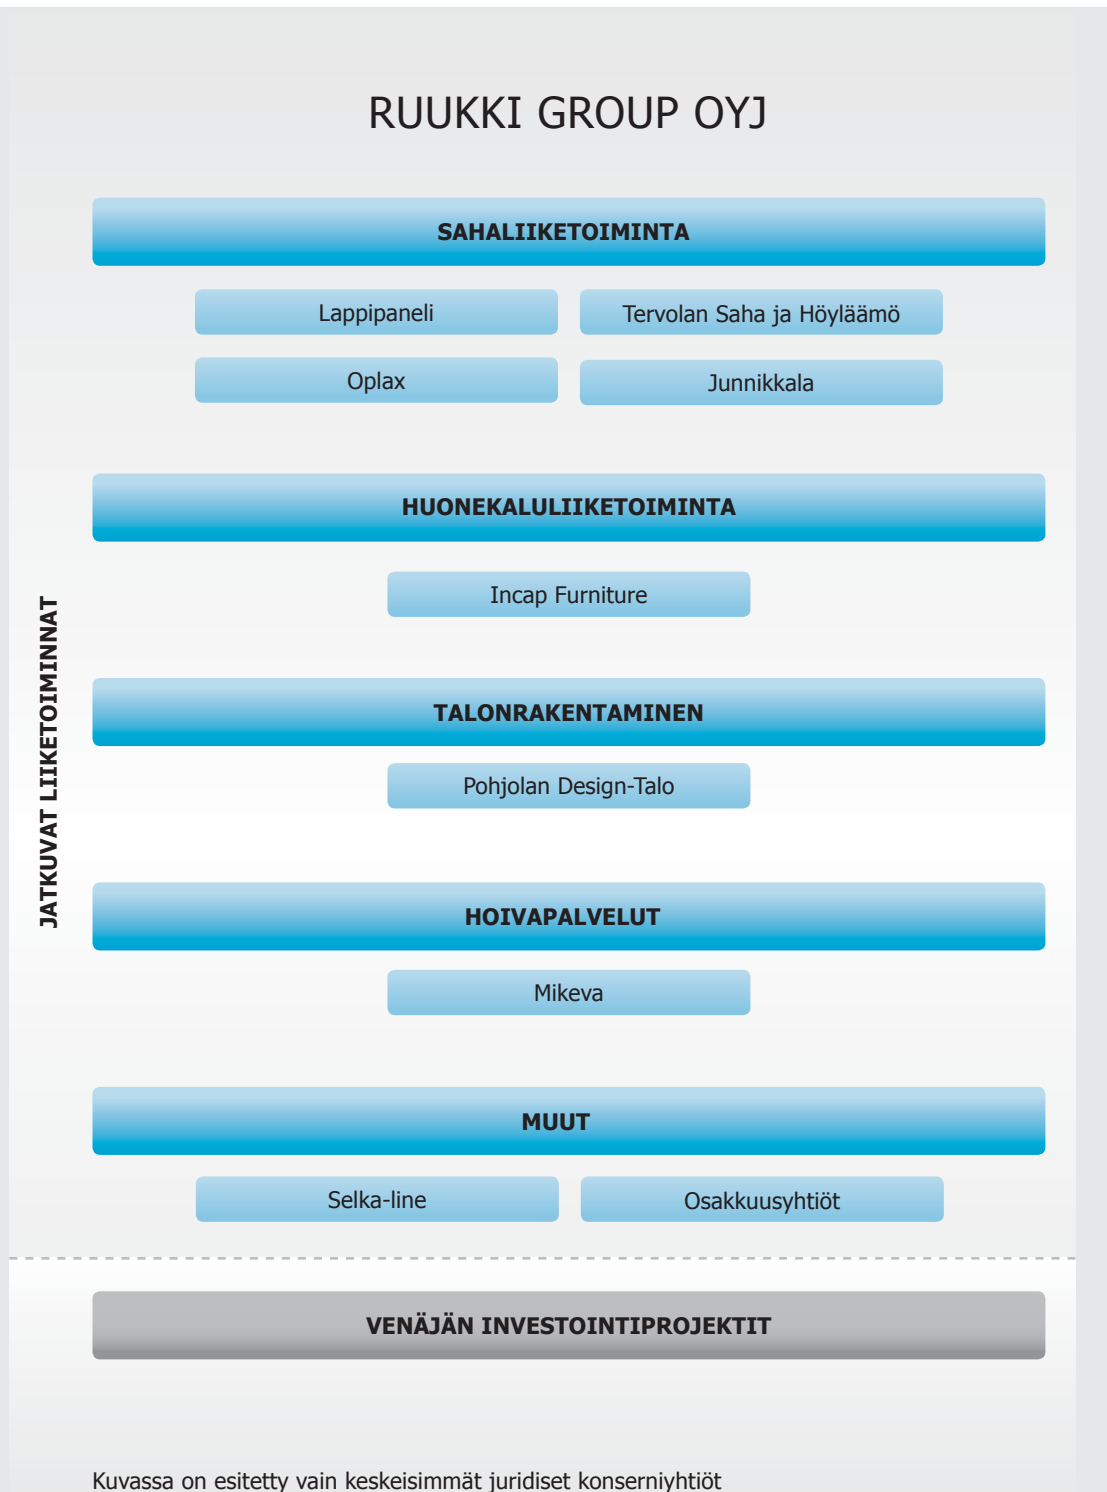 RUUKKI GROUP OYJ
SAHALIIKETOIMINTA
Lappipaneli
Tervolan Saha ja Höyläämö
Oplax
Junnikkala
HUONEKALULIIKETOIMINTA
Incap Furniture
JATKUVAT LIIKETOIMINNAT
TALONRAKENTAMINEN
Pohjolan Design-Talo
HOIVAPALVELUT
Mikeva
MUUT
Selka-line
Osakkuusyhtiöt
VENÄJÄN INVESTOINTIPROJEKTIT
Kuvassa on esitetty vain keskeisimmät juridiset konserniyhtiöt